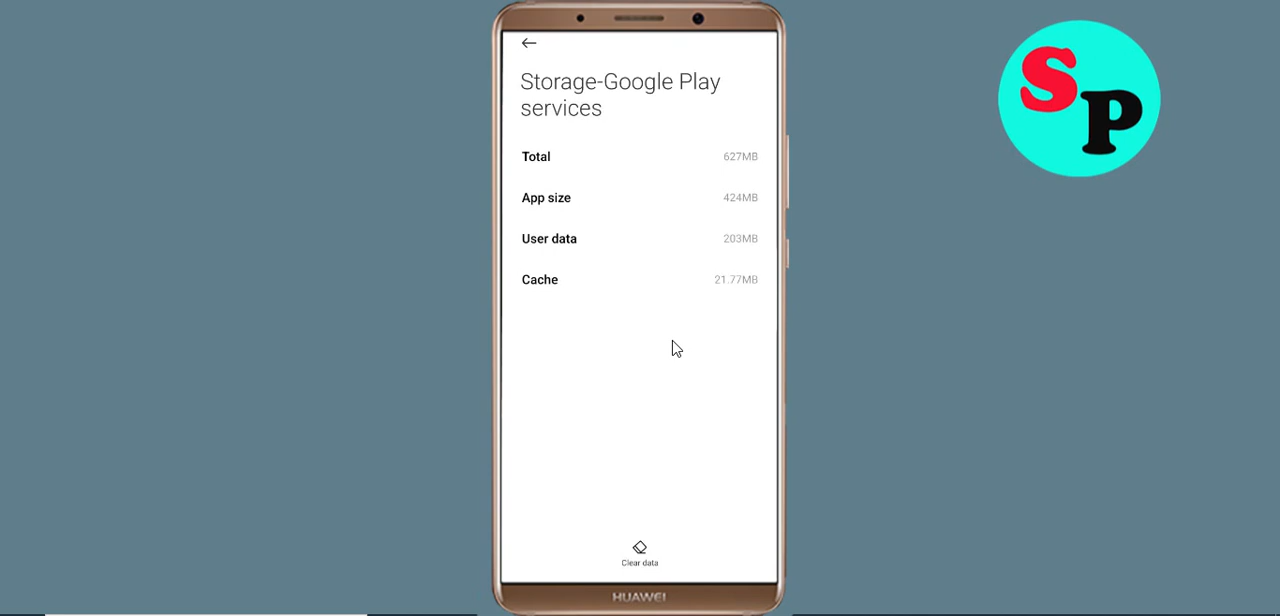 Storage-Google Play
services
Total 627MB
App size 424MB
User data 203MB
Cache 21.77MB
Clear data
HUAWEI
SP